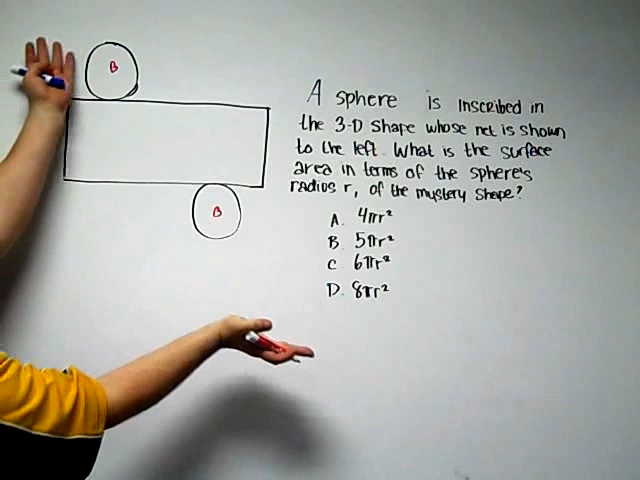 B
B
A sphere is inscribed in
the 3-D shape whose net is shown
to the left. What is the surface
area in terms of the sphere's
radius r, of the mystery shape?
A. 4πr²
B. 5πr²
C 6πr²
D. 8πr²